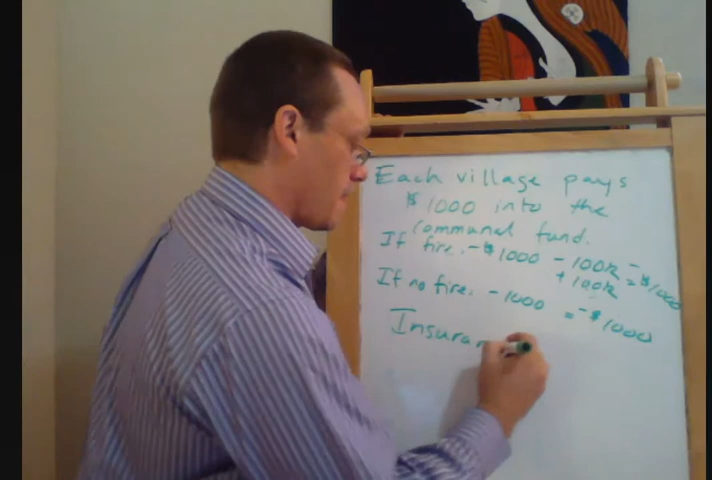 Each village pays
$1000 into the
communal fund.
If fire. -$1000 - 100k
+ 100k = -$1000
If no fire. -1000 = -$1000
Insuran